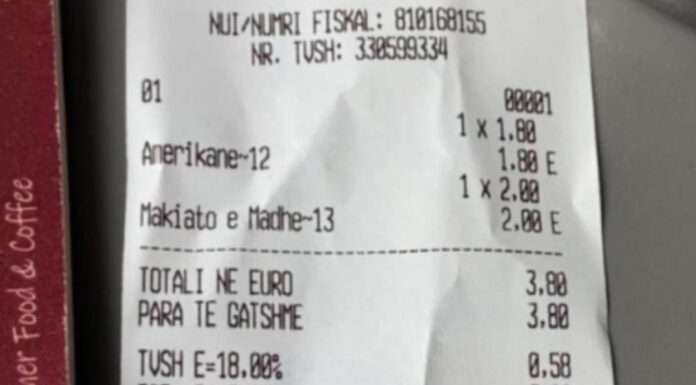 NUI/NUMRI FISKAL: 810168155
NR. TVSH: 330599334
01 00001
1 x 1.80
Amerikane~12 1.80 E
1 x 2.00
Makiato e Madhe~13 2.00 E
TOTALI NE EURO 3.80
PARA TE GATSHME 3.80
TVSH E=18.00% 0.58
Food & Coffee